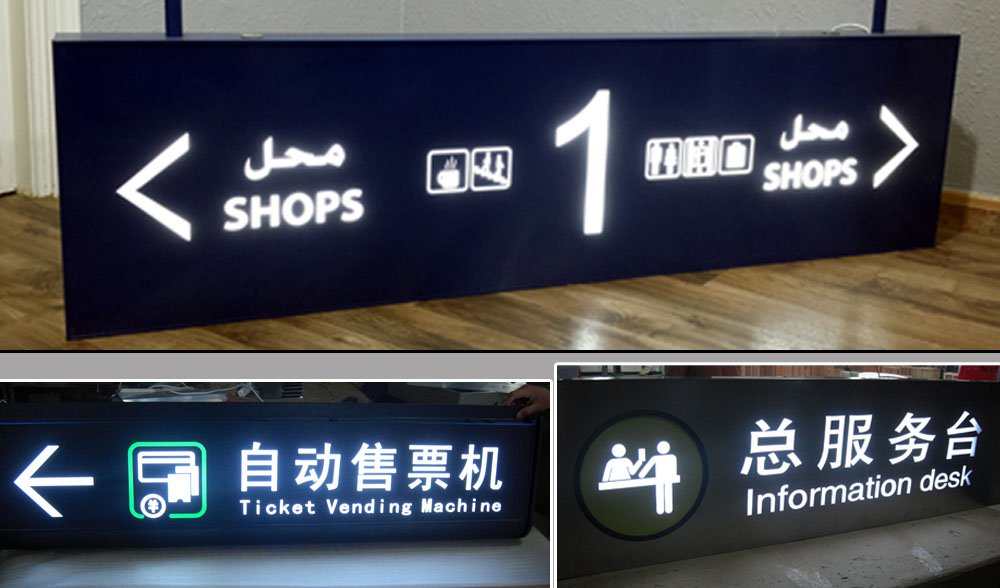 محل
SHOPS
1
محل
SHOPS
自动售票机
Ticket Vending Machine
¥
总服务台
Information desk